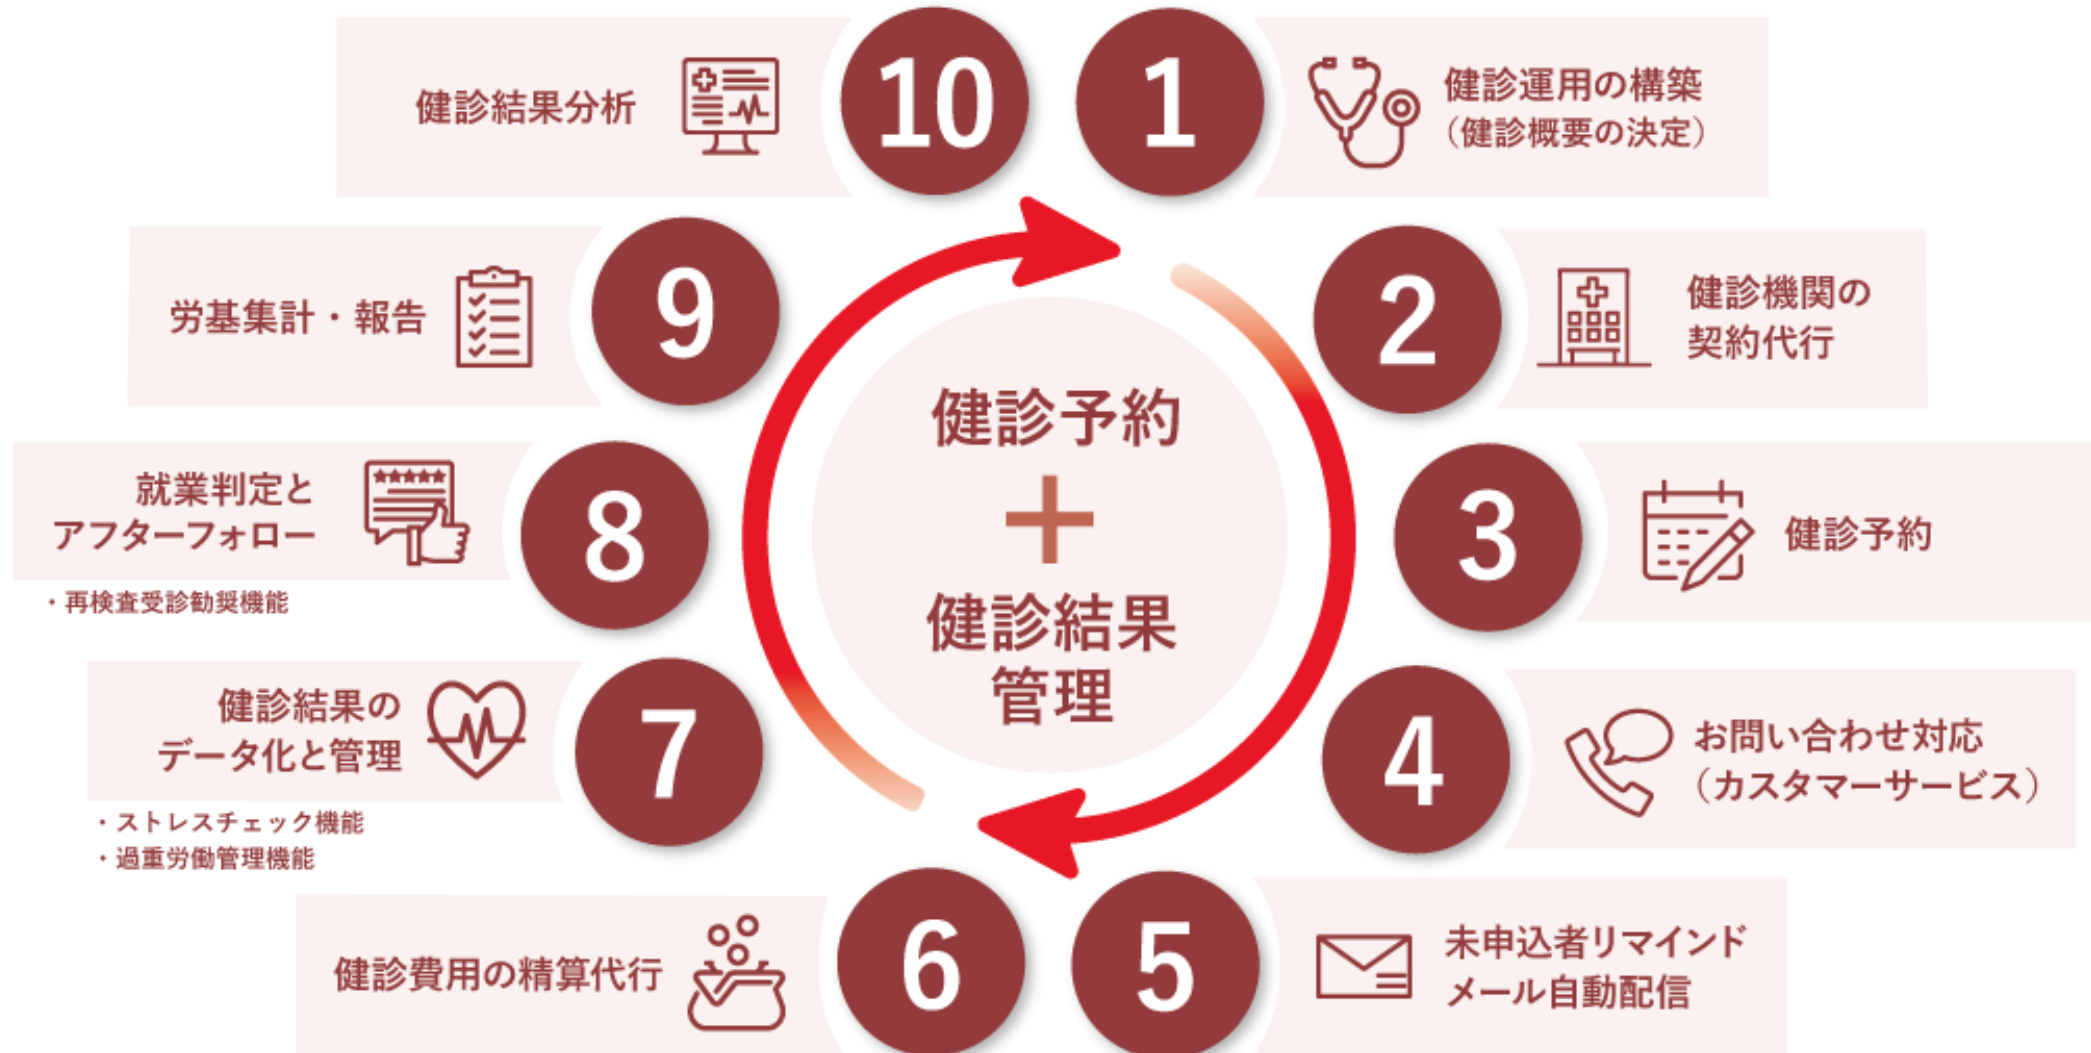 健診予約
+
健診結果
管理
1
健診運用の構築
（健診概要の決定）
2
健診機関の
契約代行
3
健診予約
4
お問い合わせ対応
（カスタマーサービス）
5
未申込者リマインド
メール自動配信
6
健診費用の精算代行
7
健診結果の
データ化と管理
・ストレスチェック機能
・過重労働管理機能
8
就業判定と
アフターフォロー
・再検査受診勧奨機能
9
労基集計・報告
10
健診結果分析